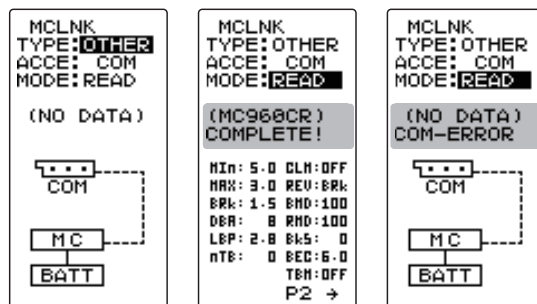 MCLNK
TYPE:OTHER
ACCE: COM
MODE:READ
(NO DATA)
COM
MC
BATT
MCLNK
TYPE:OTHER
ACCE: COM
MODE:READ
(MC960CR)
COMPLETE!
MIn: 5.0 CLM:OFF
MAX: 3.0 REV:BRk
BRk: 1.5 BMD:100
DBA: 8 RMD:100
LBP: 2.8 BkS: 0
nTB: 0 BEC:6.0
TBM:OFF
P2 →
MCLNK
TYPE:OTHER
ACCE: COM
MODE:READ
(NO DATA)
COM-ERROR
COM
MC
BATT